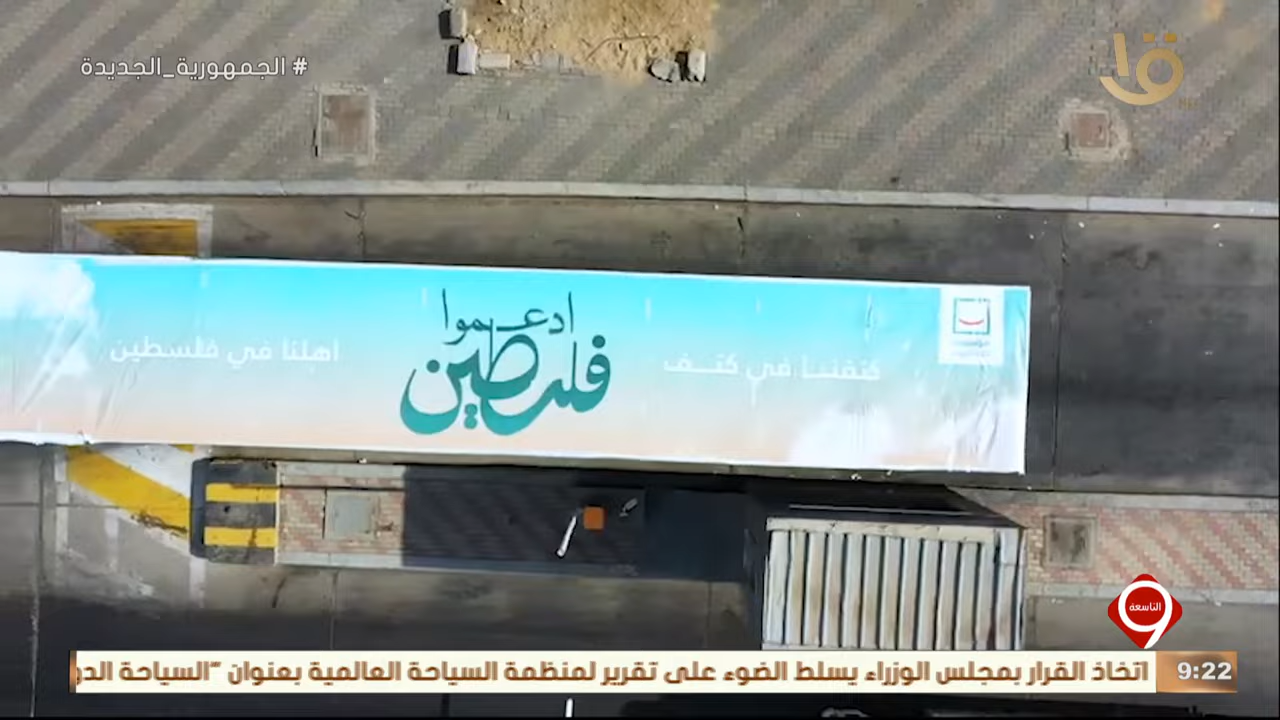 # الجمهورية_الجديدة
ادعموا
فلسطين
كتفنا في كتف
اهلنا في فلسطين
التاسعة
9
9:22
اتخاذ القرار بمجلس الوزراء يسلط الضوء على تقرير لمنظمة السياحة العالمية بعنوان "السياحة